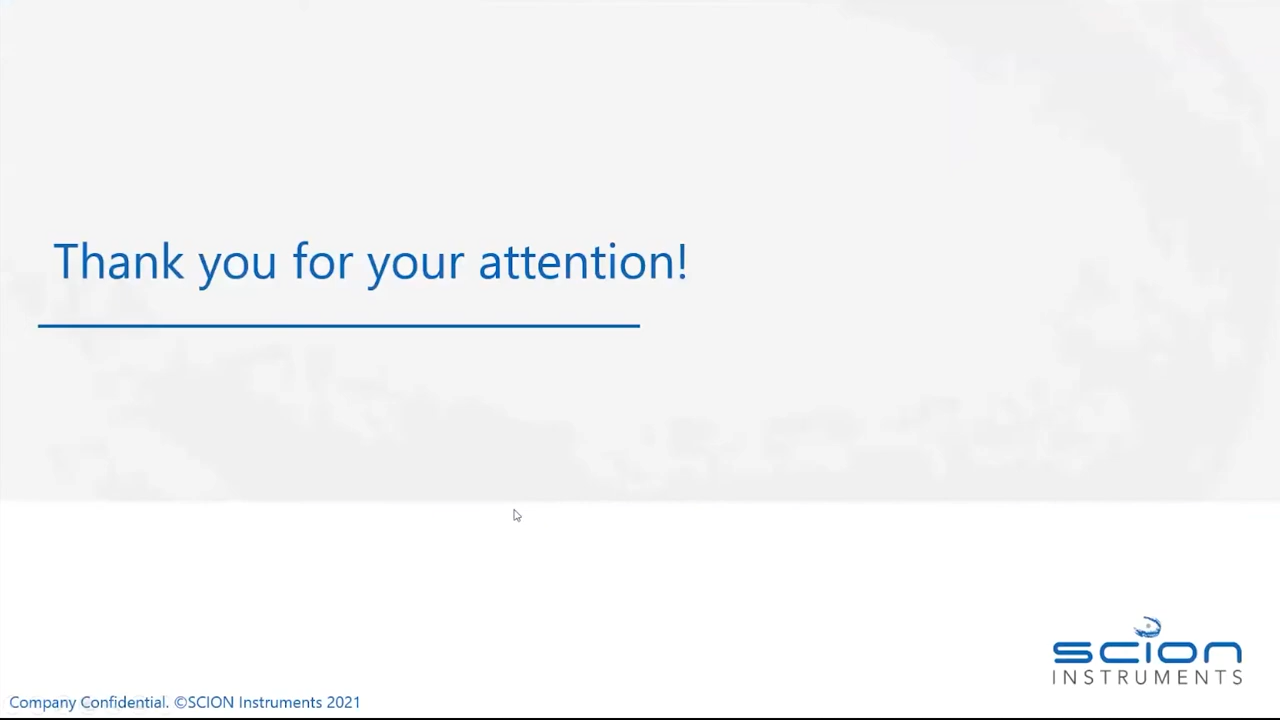 Thank you for your attention!
scion
INSTRUMENTS
Company Confidential. ©SCION Instruments 2021